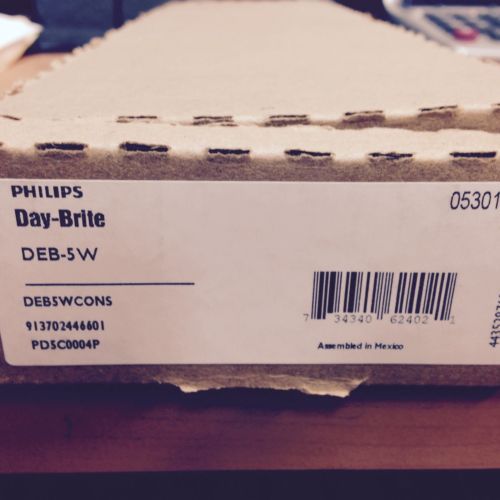 PHILIPS
05301
Day-Brite
DEB-5W
DEB5WCONS
913702446601
PD5C0004P
7 34340 62402 1
Assembled in Mexico